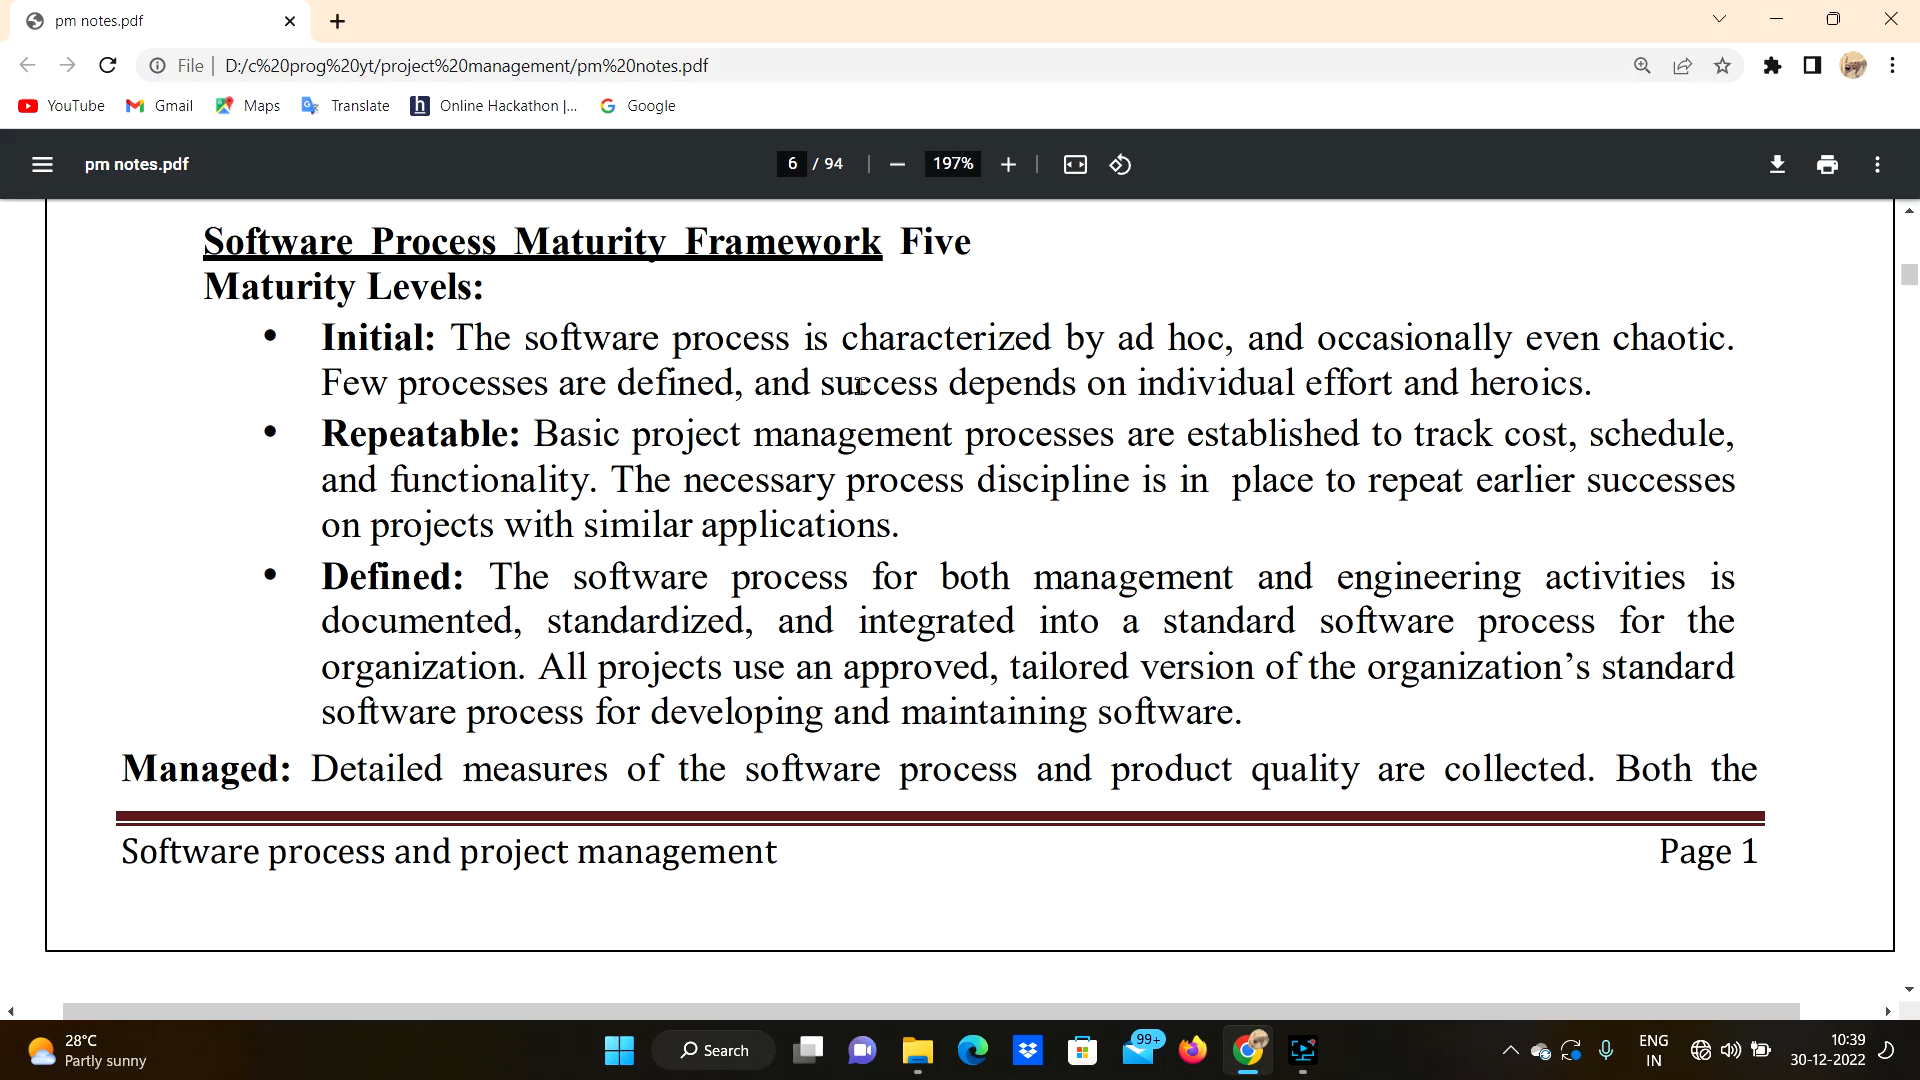 pm notes.pdf
File | D:/c%20prog%20yt/project%20management/pm%20notes.pdf
YouTube Gmail Maps Translate Online Hackathon |... Google
pm notes.pdf 6 / 94 197%
Software Process Maturity Framework Five
Maturity Levels:
• Initial: The software process is characterized by ad hoc, and occasionally even chaotic.
Few processes are defined, and success depends on individual effort and heroics.
• Repeatable: Basic project management processes are established to track cost, schedule,
and functionality. The necessary process discipline is in place to repeat earlier successes
on projects with similar applications.
• Defined: The software process for both management and engineering activities is
documented, standardized, and integrated into a standard software process for the
organization. All projects use an approved, tailored version of the organization’s standard
software process for developing and maintaining software.
Managed: Detailed measures of the software process and product quality are collected. Both the
Software process and project management Page 1
28°C
Partly sunny
Search
99+
ENG
IN
10:39
30-12-2022